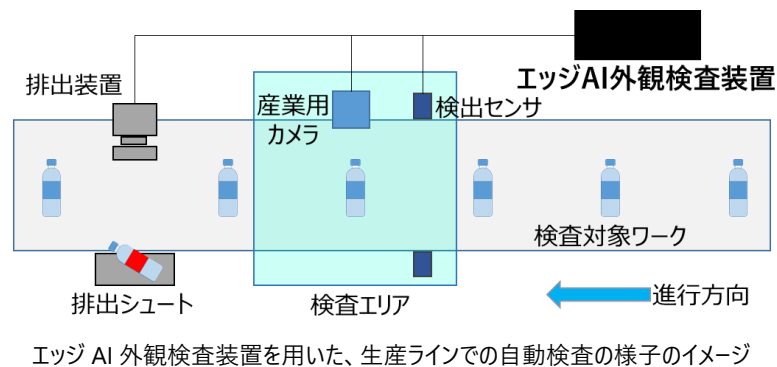 エッジAI外観検査装置
排出装置
産業用
カメラ
検出センサ
検査対象ワーク
排出シュート
検査エリア
進行方向
エッジ AI 外観検査装置を用いた、生産ラインでの自動検査の様子のイメージ